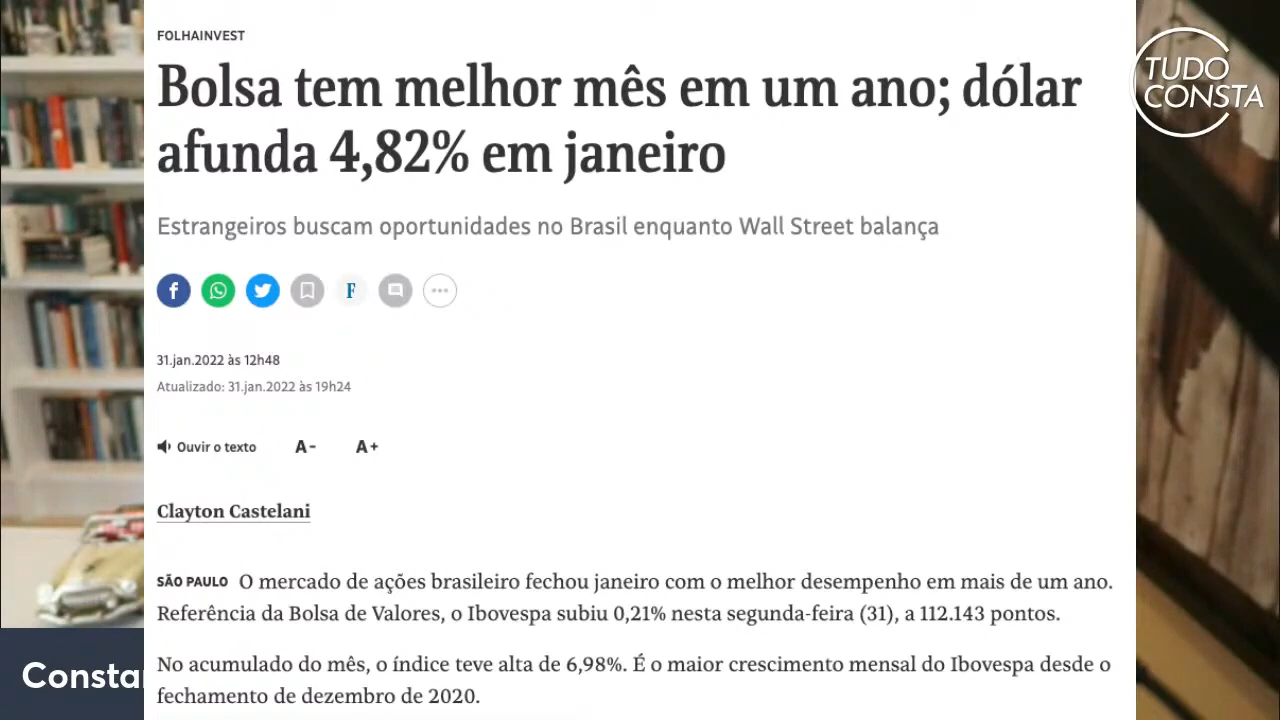 FOLHAINVEST
Bolsa tem melhor mês em um ano; dólar
afunda 4,82% em janeiro
Estrangeiros buscam oportunidades no Brasil enquanto Wall Street balança
31.jan.2022 às 12h48
Atualizado: 31.jan.2022 às 19h24
Ouvir o texto A- A+
Clayton Castelani
SÃO PAULO O mercado de ações brasileiro fechou janeiro com o melhor desempenho em mais de um ano.
Referência da Bolsa de Valores, o Ibovespa subiu 0,21% nesta segunda-feira (31), a 112.143 pontos.
No acumulado do mês, o índice teve alta de 6,98%. É o maior crescimento mensal do Ibovespa desde o
fechamento de dezembro de 2020.
TUDO
CONSTA
Constan